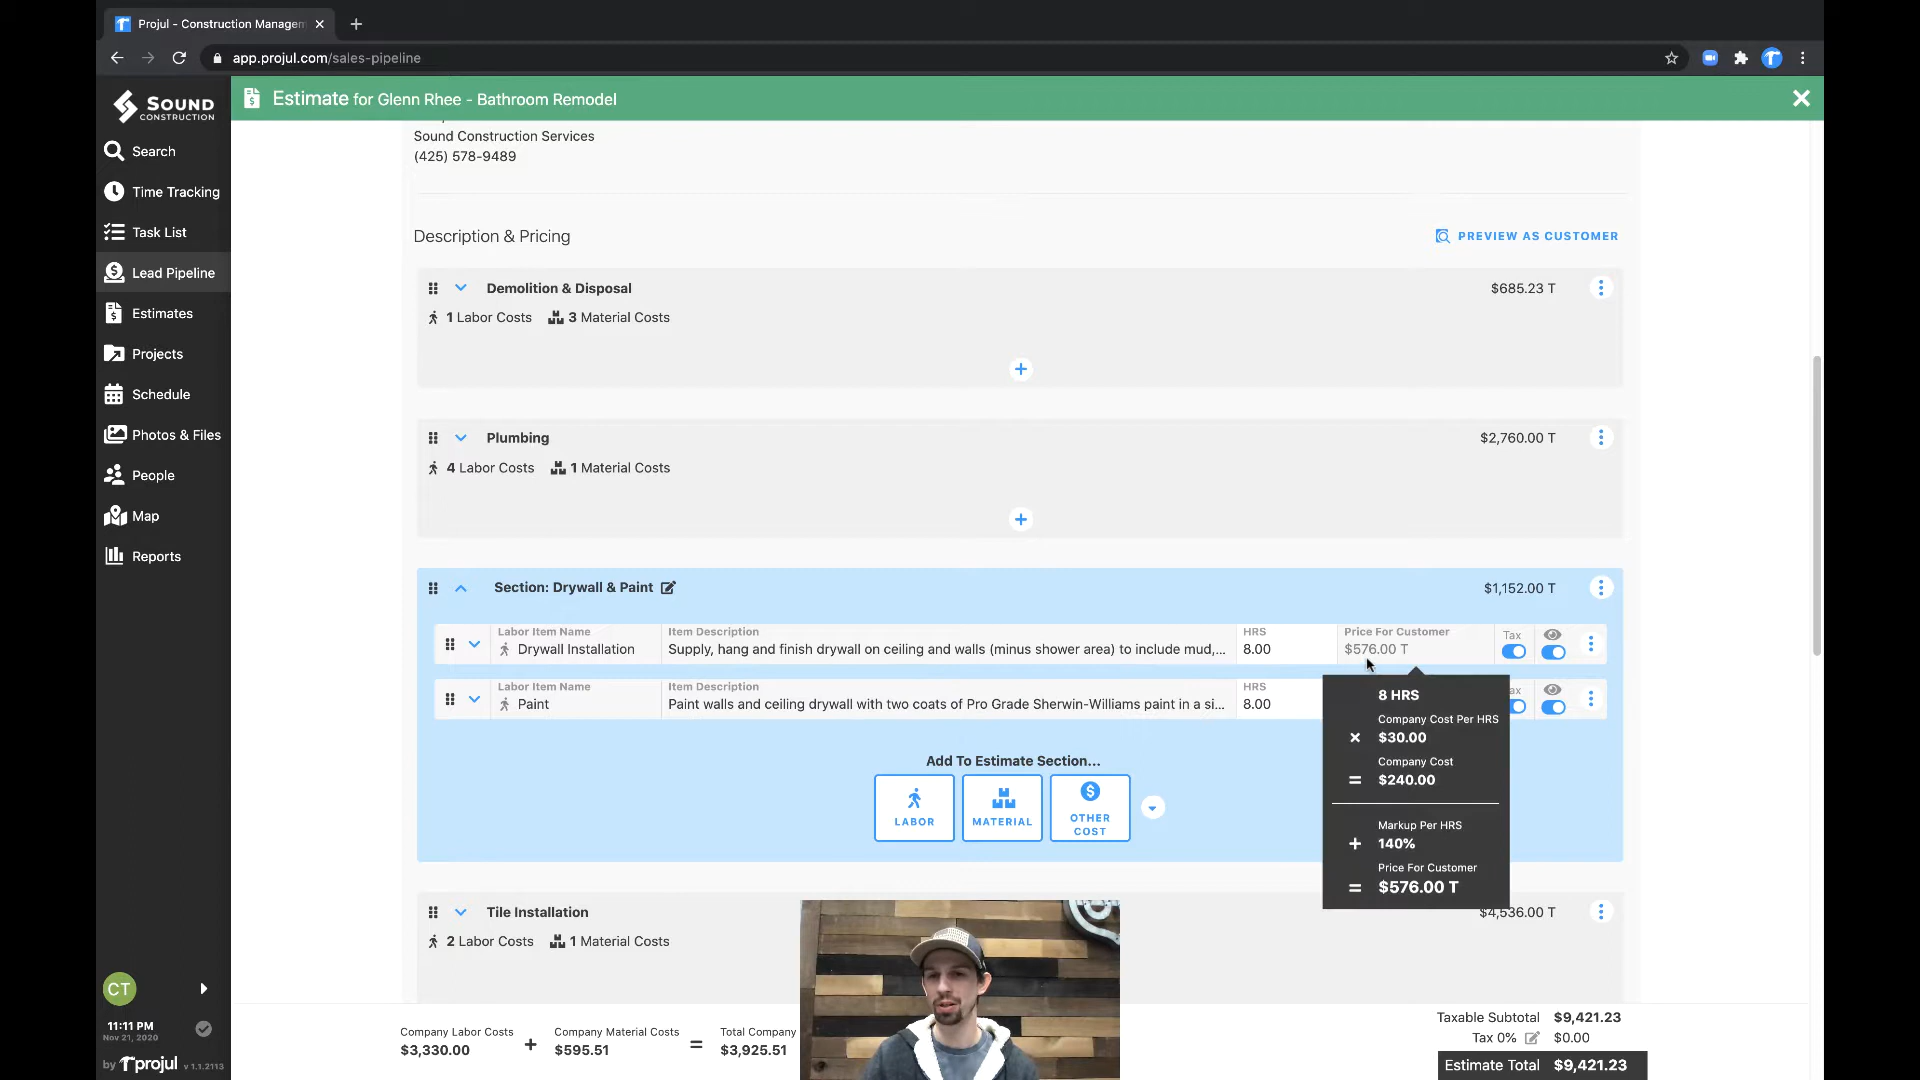 Projul - Construction Managem
app.projul.com/sales-pipeline
SOUND
CONSTRUCTION
Search
Time Tracking
Task List
Lead Pipeline
Estimates
Projects
Schedule
Photos & Files
People
Map
Reports
CT
11:11 PM
Nov 21, 2020
by projul v 1.1.2113
Estimate for Glenn Rhee - Bathroom Remodel
Sound Construction Services
(425) 578-9489
Description & Pricing
PREVIEW AS CUSTOMER
Demolition & Disposal $685.23 T
1 Labor Costs 3 Material Costs
Plumbing $2,760.00 T
4 Labor Costs 1 Material Costs
Section: Drywall & Paint $1,152.00 T
Labor Item Name Item Description HRS Price For Customer Tax
Drywall Installation Supply, hang and finish drywall on ceiling and walls (minus shower area) to include mud,... 8.00 $576.00 T
Labor Item Name Item Description HRS ax
Paint Paint walls and ceiling drywall with two coats of Pro Grade Sherwin-Williams paint in a si... 8.00
8 HRS
Company Cost Per HRS
× $30.00
Company Cost
= $240.00
Markup Per HRS
+ 140%
Price For Customer
= $576.00 T
Add To Estimate Section...
LABOR
MATERIAL
OTHER
COST
Tile Installation $4,536.00 T
2 Labor Costs 1 Material Costs
Company Labor Costs Company Material Costs Total Company
$3,330.00 + $595.51 = $3,925.51
Taxable Subtotal $9,421.23
Tax 0% $0.00
Estimate Total $9,421.23